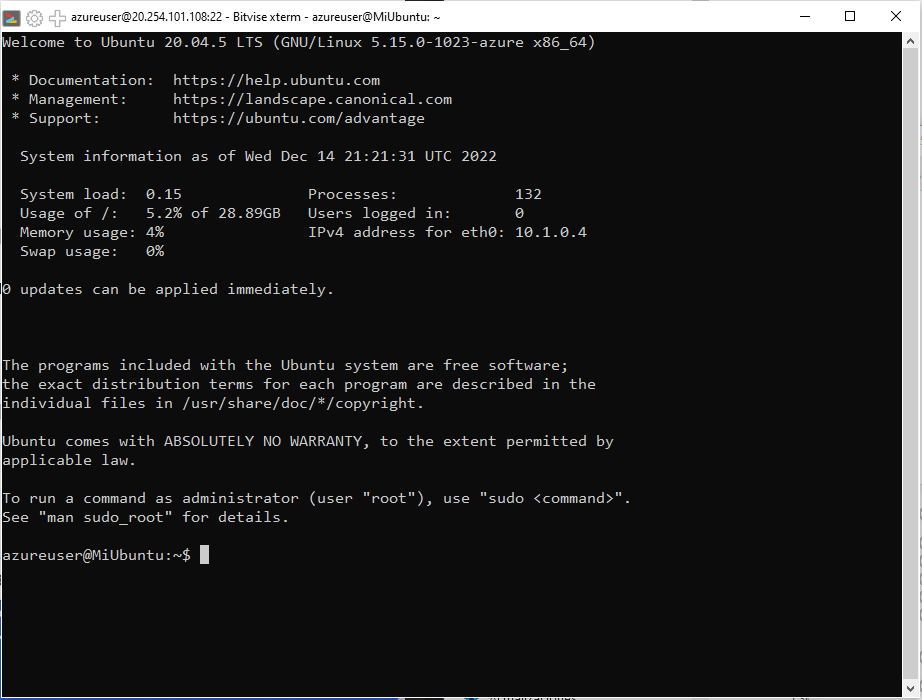 azureuser@20.254.101.108:22 - Bitvise xterm - azureuser@MiUbuntu: ~
Welcome to Ubuntu 20.04.5 LTS (GNU/Linux 5.15.0-1023-azure x86_64)
* Documentation:  https://help.ubuntu.com
* Management:     https://landscape.canonical.com
* Support:        https://ubuntu.com/advantage
System information as of Wed Dec 14 21:21:31 UTC 2022
System load:  0.15              Processes:             132
Usage of /:   5.2% of 28.89GB   Users logged in:       0
Memory usage: 4%                IPv4 address for eth0: 10.1.0.4
Swap usage:   0%
0 updates can be applied immediately.
The programs included with the Ubuntu system are free software;
the exact distribution terms for each program are described in the
individual files in /usr/share/doc/*/copyright.
Ubuntu comes with ABSOLUTELY NO WARRANTY, to the extent permitted by
applicable law.
To run a command as administrator (user "root"), use "sudo <command>".
See "man sudo_root" for details.
azureuser@MiUbuntu:~$